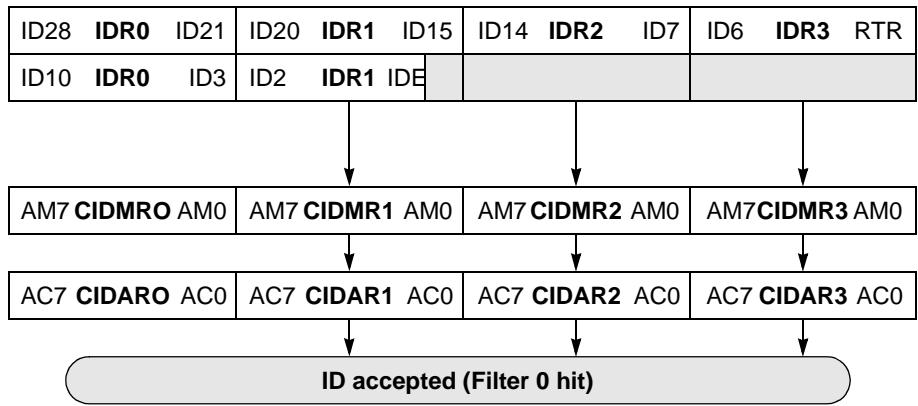 ID28 IDR0 ID21 ID20 IDR1 ID15 ID14 IDR2 ID7 ID6 IDR3 RTR
ID10 IDR0 ID3 ID2 IDR1 IDE
AM7 CIDMRO AM0 AM7 CIDMR1 AM0 AM7 CIDMR2 AM0 AM7 CIDMR3 AM0
AC7 CIDARO AC0 AC7 CIDAR1 AC0 AC7 CIDAR2 AC0 AC7 CIDAR3 AC0
ID accepted (Filter 0 hit)